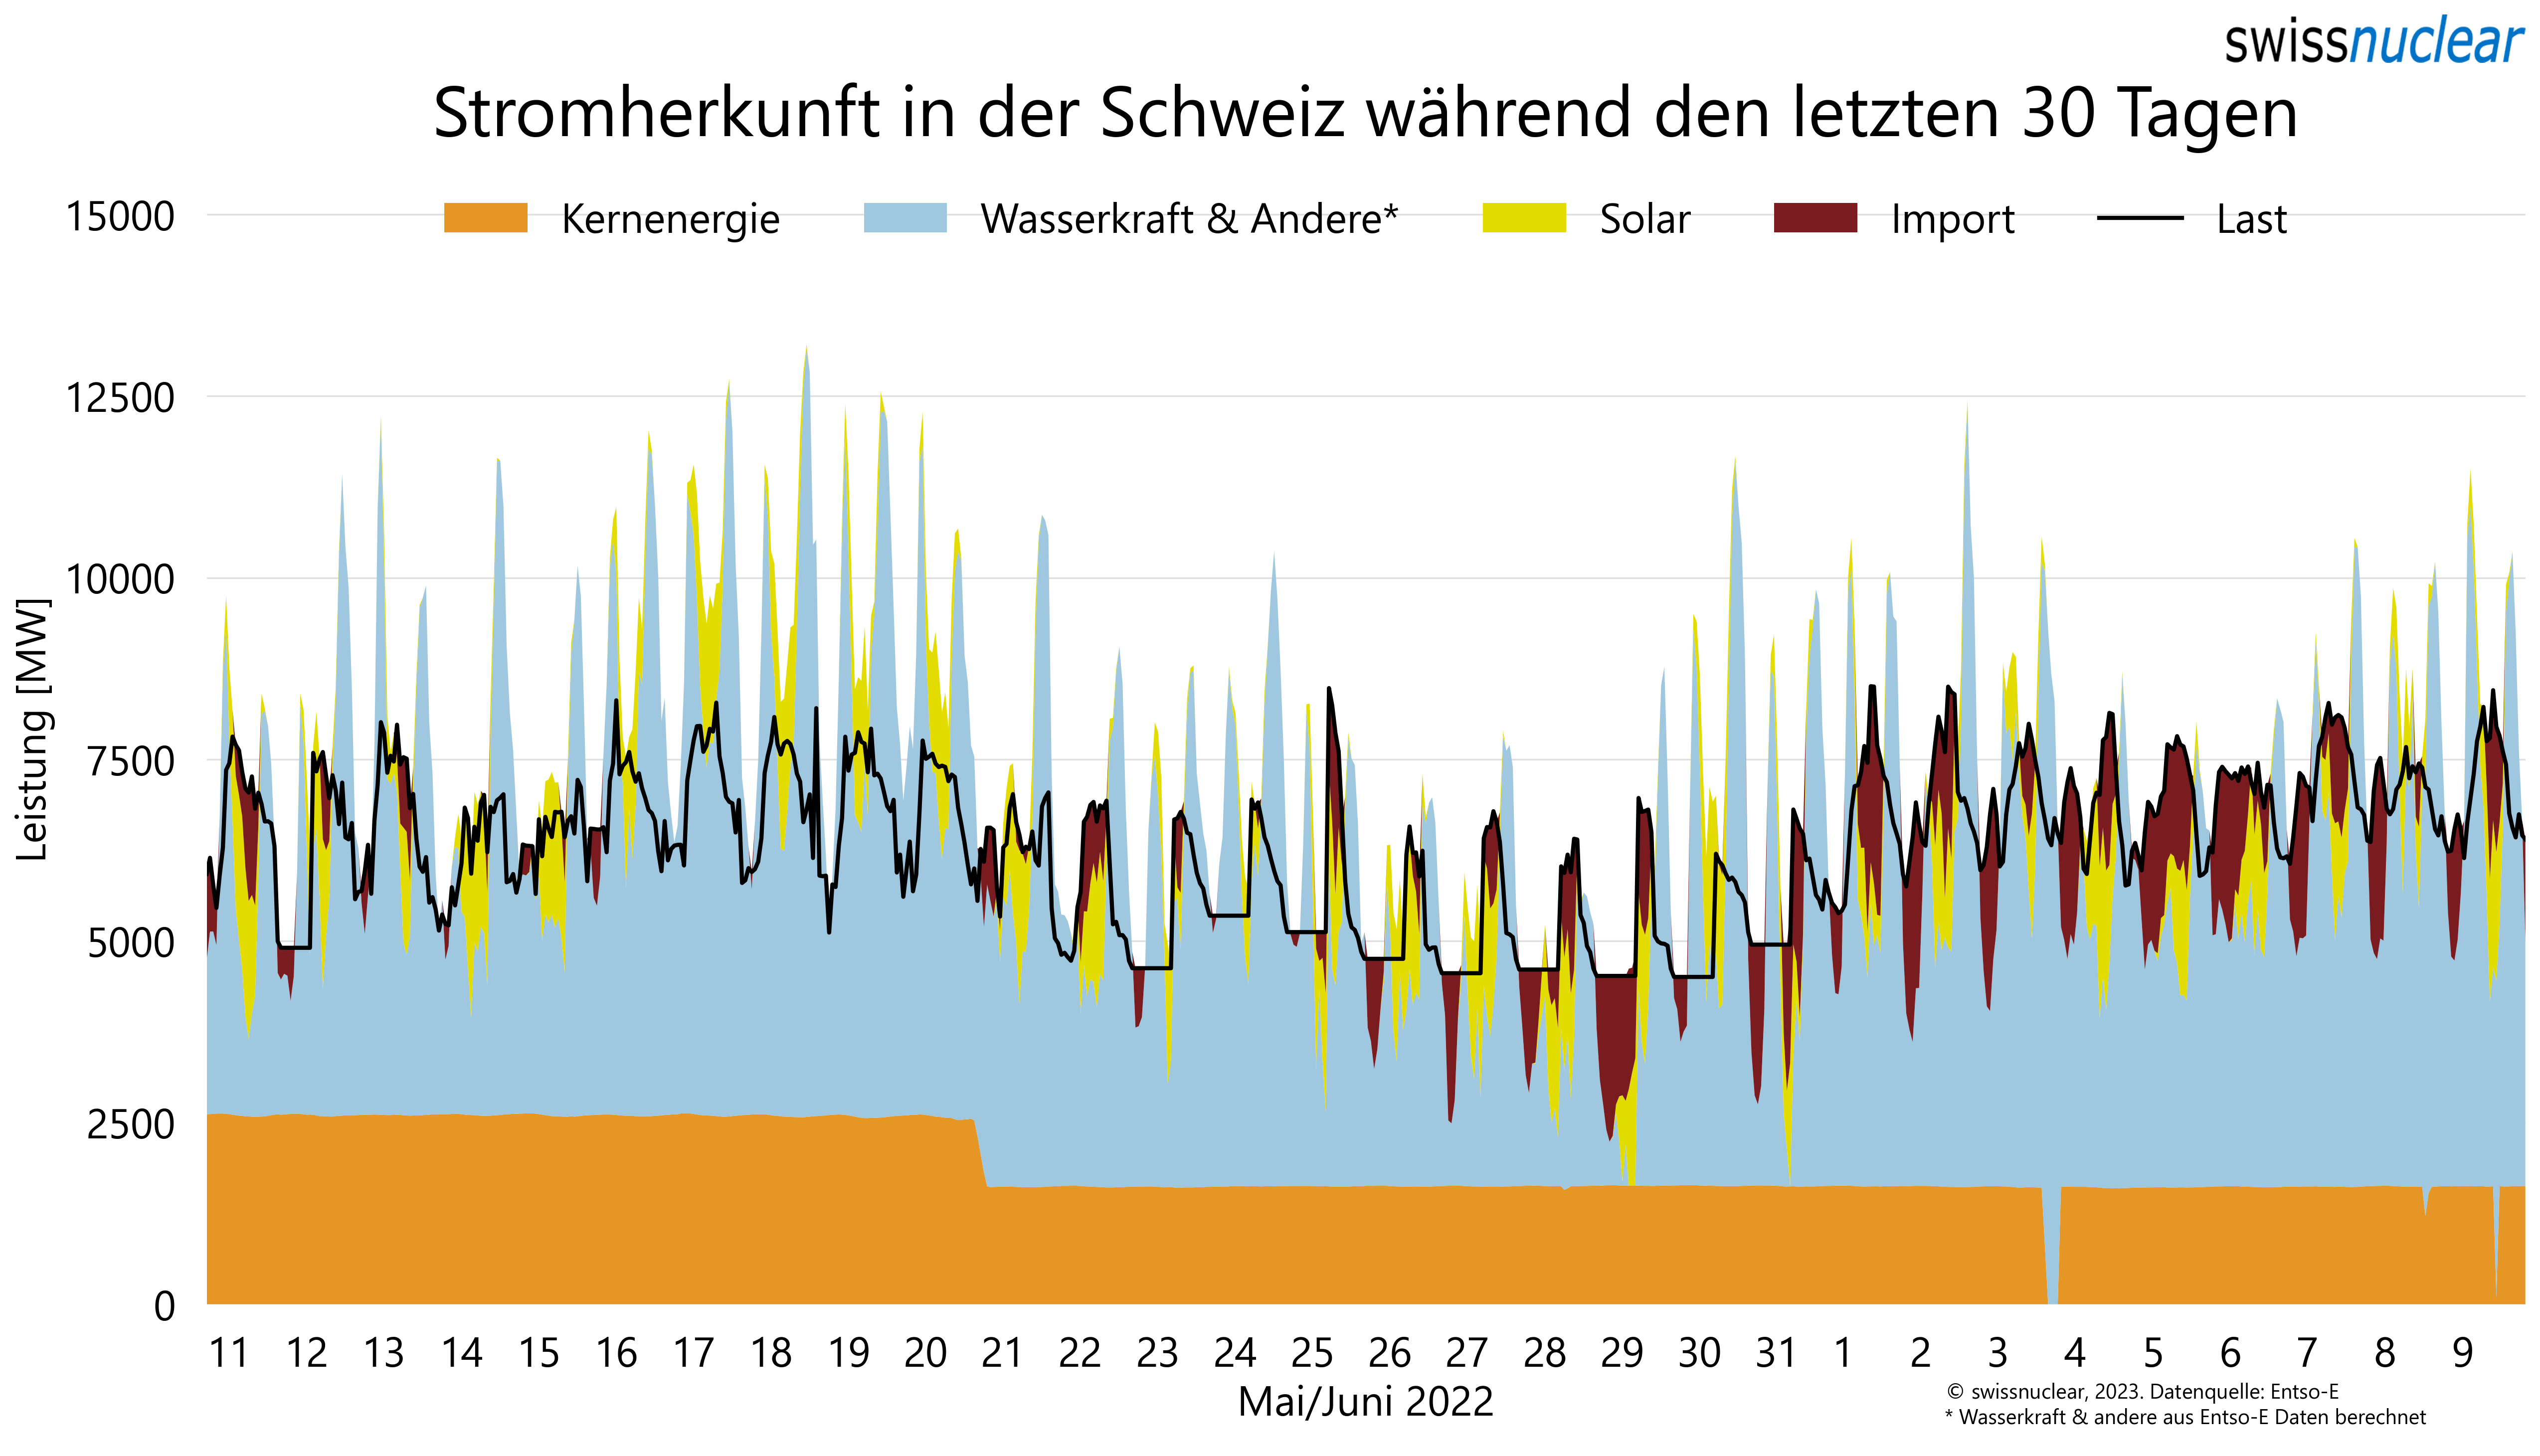 swissnuclear
Stromherkunft in der Schweiz während den letzten 30 Tagen
Kernenergie Wasserkraft & Andere* Solar Import Last
15000
12500
10000
7500
5000
2500
0
Leistung [MW]
11 12 13 14 15 16 17 18 19 20 21 22 23 24 25 26 27 28 29 30 31 1 2 3 4 5 6 7 8 9
Mai/Juni 2022
© swissnuclear, 2023. Datenquelle: Entso-E
* Wasserkraft & andere aus Entso-E Daten berechnet